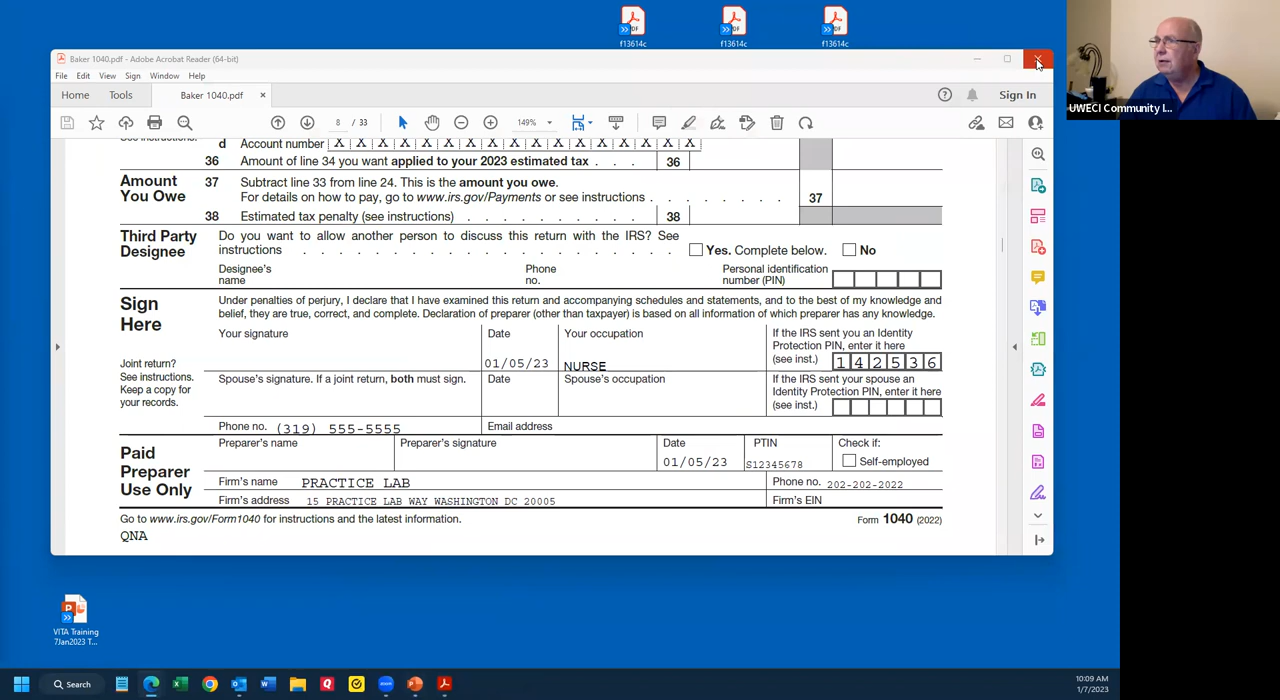 f13614c
f13614c
f13614c
Baker 1040.pdf - Adobe Acrobat Reader (64-bit)
File Edit View Sign Window Help
Home Tools Baker 1040.pdf × Sign In
8 / 33 149%
d Account number X X X X X X X X X X X X X X X X X
36 Amount of line 34 you want applied to your 2023 estimated tax . . . 36
Amount You Owe
37 Subtract line 33 from line 24. This is the amount you owe.
For details on how to pay, go to www.irs.gov/Payments or see instructions . . . . . . . . 37
38 Estimated tax penalty (see instructions) . . . . . . . . . . 38
Third Party Designee
Do you want to allow another person to discuss this return with the IRS? See
instructions . . . . . . . . . . . . . . . . . . . . Yes. Complete below. No
Designee's name
Phone no.
Personal identification number (PIN)
Sign Here
Under penalties of perjury, I declare that I have examined this return and accompanying schedules and statements, and to the best of my knowledge and
belief, they are true, correct, and complete. Declaration of preparer (other than taxpayer) is based on all information of which preparer has any knowledge.
Joint return?
See instructions.
Keep a copy for
your records.
Your signature Date Your occupation
01/05/23 NURSE
If the IRS sent you an Identity
Protection PIN, enter it here
(see inst.) 1 4 2 5 3 6
Spouse's signature. If a joint return, both must sign. Date Spouse's occupation
If the IRS sent your spouse an
Identity Protection PIN, enter it here
(see inst.)
Phone no. (319) 555-5555 Email address
Paid Preparer Use Only
Preparer's name Preparer's signature Date PTIN Check if:
01/05/23 S12345678 Self-employed
Firm's name PRACTICE LAB Phone no. 202-202-2022
Firm's address 15 PRACTICE LAB WAY WASHINGTON DC 20005 Firm's EIN
Go to www.irs.gov/Form1040 for instructions and the latest information. Form 1040 (2022)
QNA
VITA Training
7Jan2023 T...
Search
10:09 AM
1/7/2023
UWECI Community I...